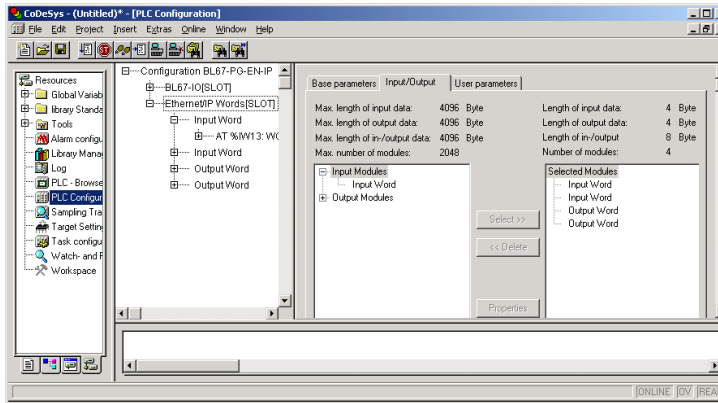 CoDeSys - (Untitled)* - [PLC Configuration]
File Edit Project Insert Extras Online Window Help
Resources
Global Variab
library Standa
Tools
Alarm configu
Library Manag
Log
PLC - Browse
PLC Configur
Sampling Tra
Target Setting
Task configu
Watch- and F
Workspace
Configuration BL67-PG-EN-IP
BL67-IO[SLOT]
Ethernet/IP Words[SLOT]
Input Word
AT %IW13: WO
Input Word
Output Word
Output Word
Base parameters Input/Output User parameters
Max. length of input data: 4096 Byte Length of input data: 4 Byte
Max. length of output data: 4096 Byte Length of output data: 4 Byte
Max. length of in-/output data: 4096 Byte Length of in-/output 8 Byte
Max. number of modules: 2048 Number of modules: 4
Input Modules
Input Word
Output Modules
Select >>
<< Delete
Properties
Selected Modules
Input Word
Input Word
Output Word
Output Word
ONLINE OV REA